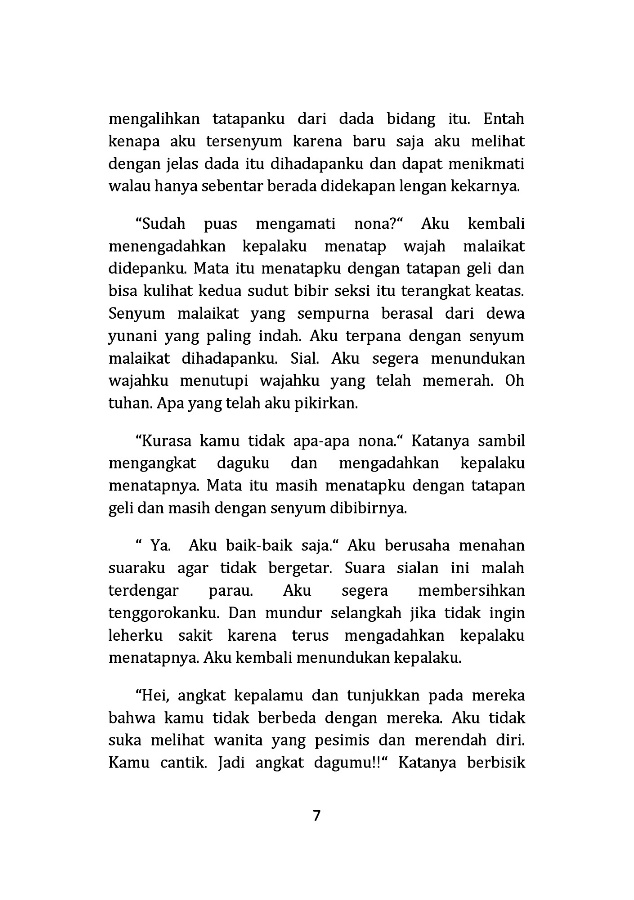 mengalihkan tatapanku dari dada bidang itu. Entah
kenapa aku tersenyum karena baru saja aku melihat
dengan jelas dada itu dihadapanku dan dapat menikmati
walau hanya sebentar berada didekapan lengan kekarnya.
“Sudah puas mengamati nona?“ Aku kembali
menengadahkan kepalaku menatap wajah malaikat
didepanku. Mata itu menatapku dengan tatapan geli dan
bisa kulihat kedua sudut bibir seksi itu terangkat keatas.
Senyum malaikat yang sempurna berasal dari dewa
yunani yang paling indah. Aku terpana dengan senyum
malaikat dihadapanku. Sial. Aku segera menundukan
wajahku menutupi wajahku yang telah memerah. Oh
tuhan. Apa yang telah aku pikirkan.
“Kurasa kamu tidak apa-apa nona.“ Katanya sambil
mengangkat daguku dan mengadahkan kepalaku
menatapnya. Mata itu masih menatapku dengan tatapan
geli dan masih dengan senyum dibibirnya.
“ Ya. Aku baik-baik saja.“ Aku berusaha menahan
suaraku agar tidak bergetar. Suara sialan ini malah
terdengar parau. Aku segera membersihkan
tenggorokanku. Dan mundur selangkah jika tidak ingin
leherku sakit karena terus mengadahkan kepalaku
menatapnya. Aku kembali menundukan kepalaku.
“Hei, angkat kepalamu dan tunjukkan pada mereka
bahwa kamu tidak berbeda dengan mereka. Aku tidak
suka melihat wanita yang pesimis dan merendah diri.
Kamu cantik. Jadi angkat dagumu!!“ Katanya berbisik
7